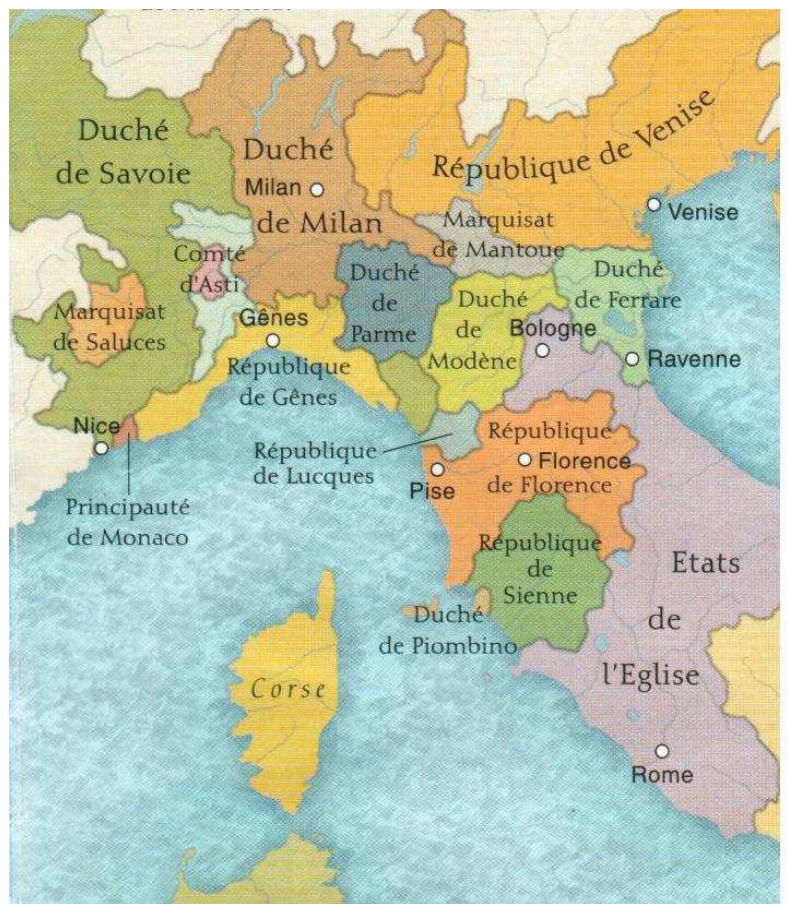 Duché
de Savoie
Duché
Milan
de Milan
République de Venise
Venise
Marquisat
de Mantoue
Comté
d'Asti
Duché
de
Parme
Duché
de Ferrare
Duché
de
Modène
Marquisat
de Saluces
Gênes
République
de Gênes
Bologne
Ravenne
Nice
Principauté
de Monaco
République
de Lucques
Pise
République
Florence
de Florence
République
de
Sienne
Duché
de Piombino
Etats
de
l'Eglise
Corse
Rome